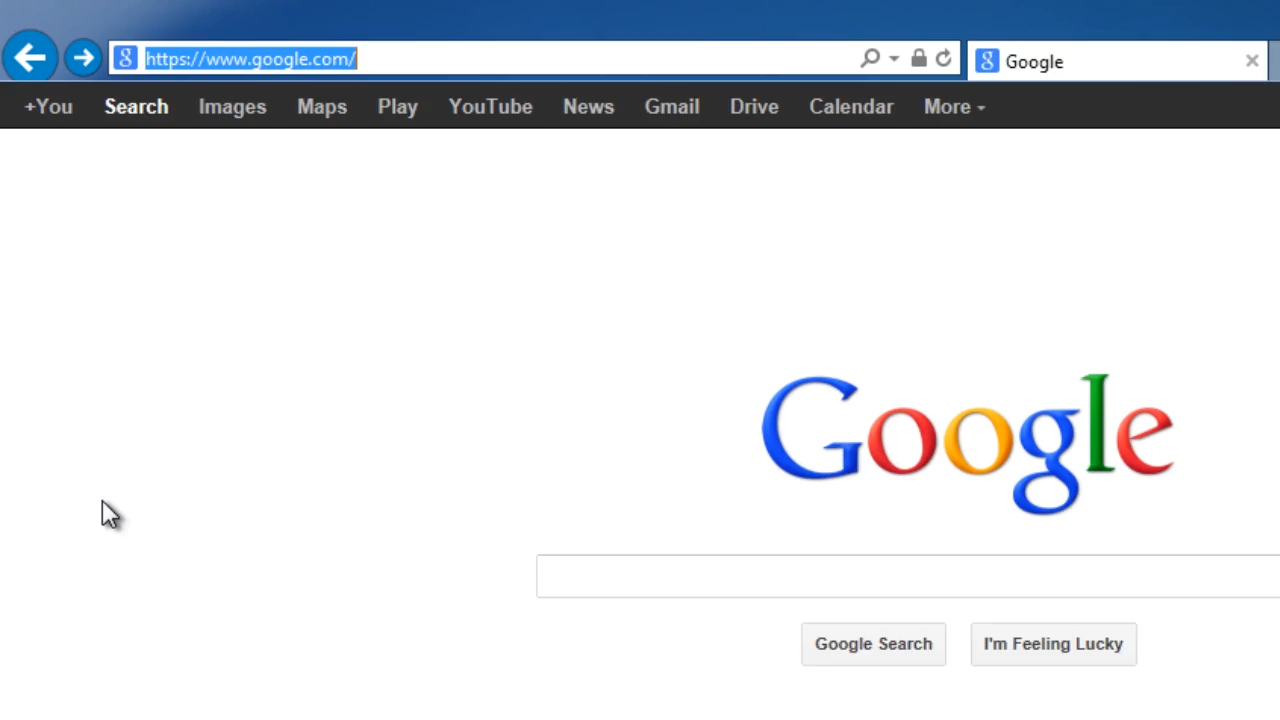 https://www.google.com/
Google
+You Search Images Maps Play YouTube News Gmail Drive Calendar More
Google
Google Search I'm Feeling Lucky